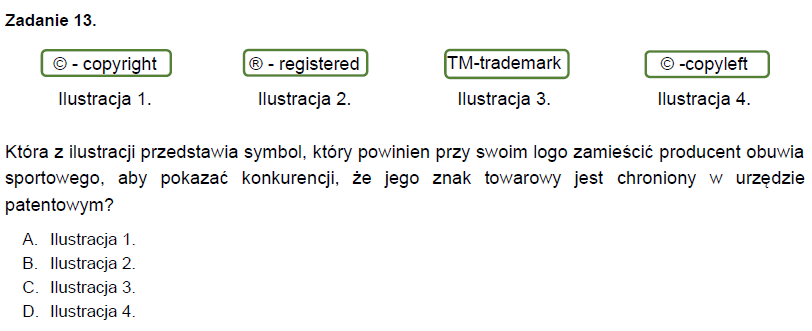 Zadanie 13.
© - copyright ® - registered TM-trademark © -copyleft
Ilustracja 1. Ilustracja 2. Ilustracja 3. Ilustracja 4.
Która z ilustracji przedstawia symbol, który powinien przy swoim logo zamieścić producent obuwia
sportowego, aby pokazać konkurencji, że jego znak towarowy jest chroniony w urzędzie
patentowym?
A. Ilustracja 1.
B. Ilustracja 2.
C. Ilustracja 3.
D. Ilustracja 4.